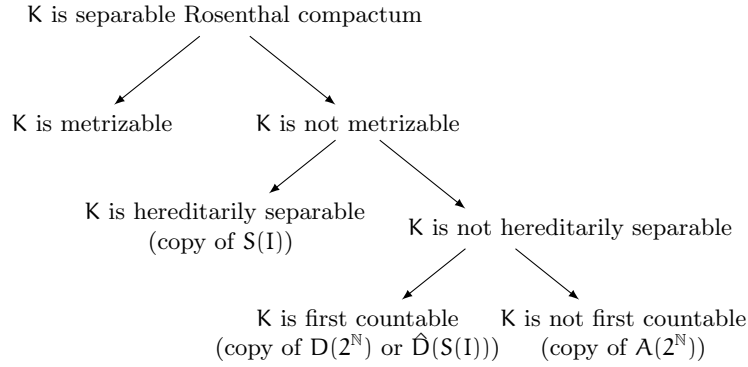 K is separable Rosenthal compactum
K is metrizable
K is not metrizable
K is hereditarily separable
(copy of S(I))
K is not hereditarily separable
K is first countable
(copy of D(2^ℕ) or D̂(S(I)))
K is not first countable
(copy of A(2^ℕ))